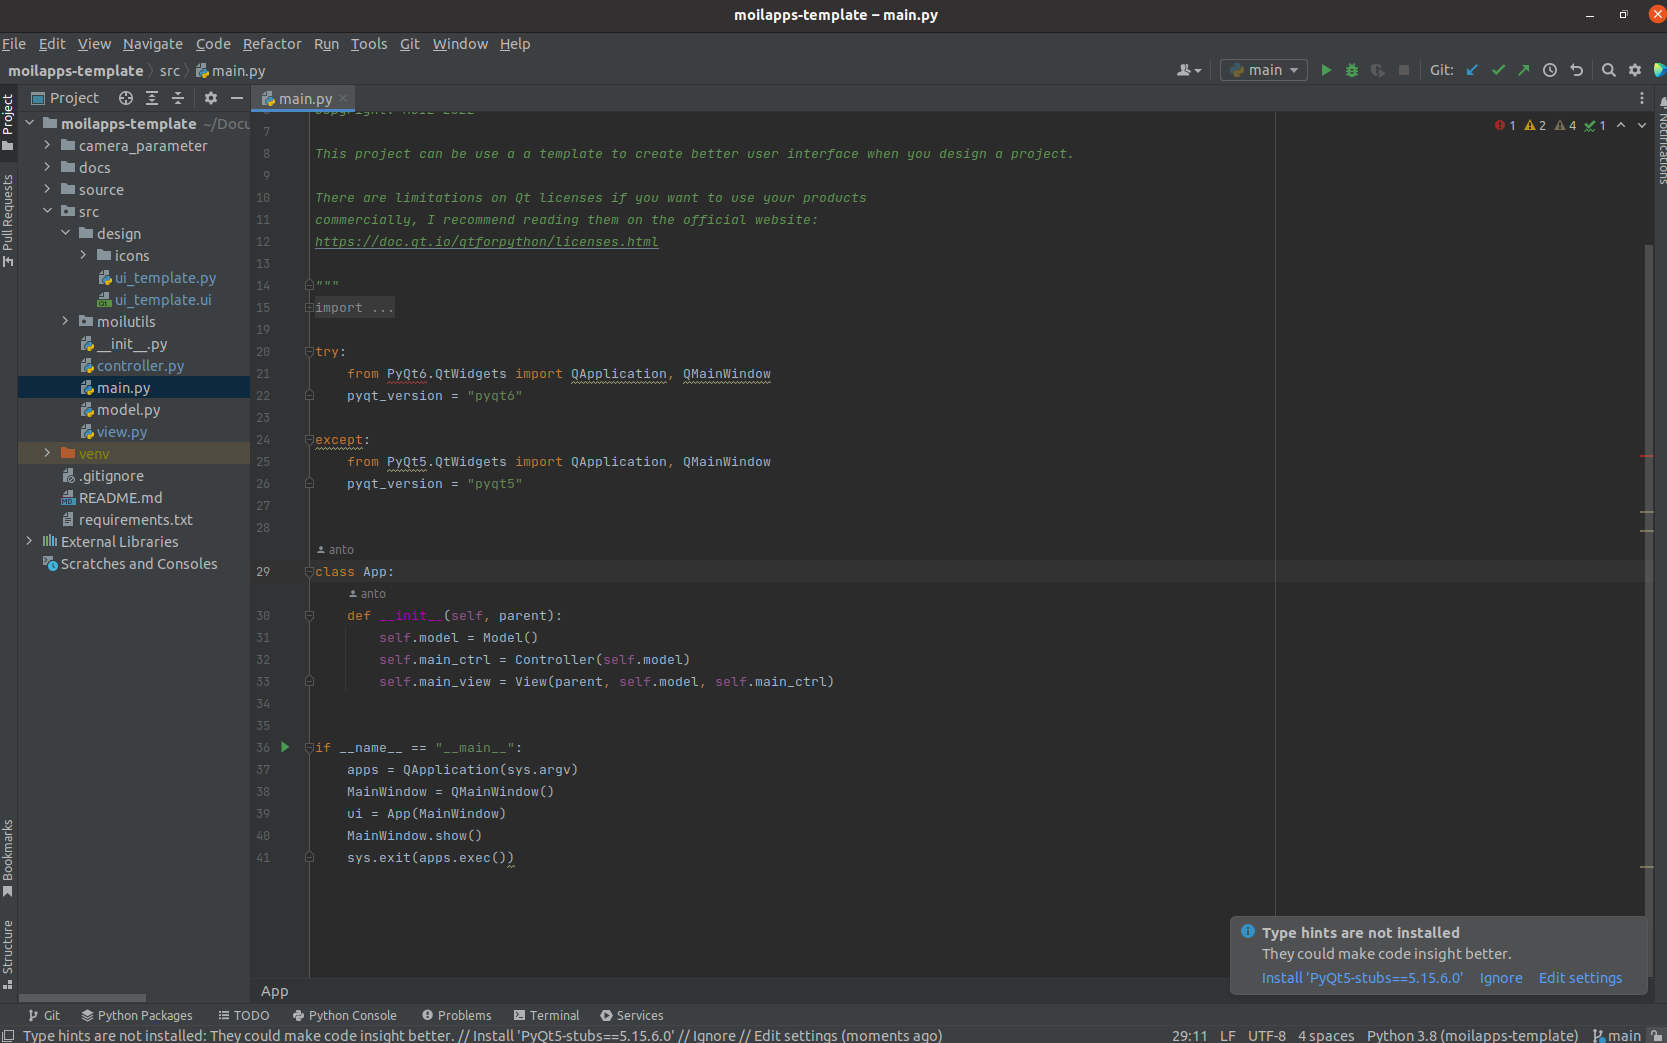 moilapps-template – main.py
File Edit View Navigate Code Refactor Run Tools Git Window Help
moilapps-template src main.py main Git:
Project
main.py
Project
Pull Requests
Bookmarks
Structure
Notifications
moilapps-template ~/Docu
camera_parameter
docs
source
src
design
icons
ui_template.py
ui_template.ui
moilutils
__init__.py
controller.py
main.py
model.py
view.py
venv
.gitignore
README.md
requirements.txt
External Libraries
Scratches and Consoles
1 2 4 1
7
8 This project can be use a a template to create better user interface when you design a project.
9
10 There are limitations on Qt licenses if you want to use your products
11 commercially, I recommend reading them on the official website:
12 https://doc.qt.io/qtforpython/licenses.html
13
14 """
15 import ...
19
20 try:
21 from PyQt6.QtWidgets import QApplication, QMainWindow
22 pyqt_version = "pyqt6"
23
24 except:
25 from PyQt5.QtWidgets import QApplication, QMainWindow
26 pyqt_version = "pyqt5"
27
28
anto
29 class App:
anto
30 def __init__(self, parent):
31 self.model = Model()
32 self.main_ctrl = Controller(self.model)
33 self.main_view = View(parent, self.model, self.main_ctrl)
34
35
36 if __name__ == "__main__":
37 apps = QApplication(sys.argv)
38 MainWindow = QMainWindow()
39 ui = App(MainWindow)
40 MainWindow.show()
41 sys.exit(apps.exec())
App
Type hints are not installed
They could make code insight better.
Install 'PyQt5-stubs==5.15.6.0' Ignore Edit settings
Git Python Packages TODO Python Console Problems Terminal Services
Type hints are not installed: They could make code insight better. // Install 'PyQt5-stubs==5.15.6.0' // Ignore // Edit settings (moments ago) 29:11 LF UTF-8 4 spaces Python 3.8 (moilapps-template) main